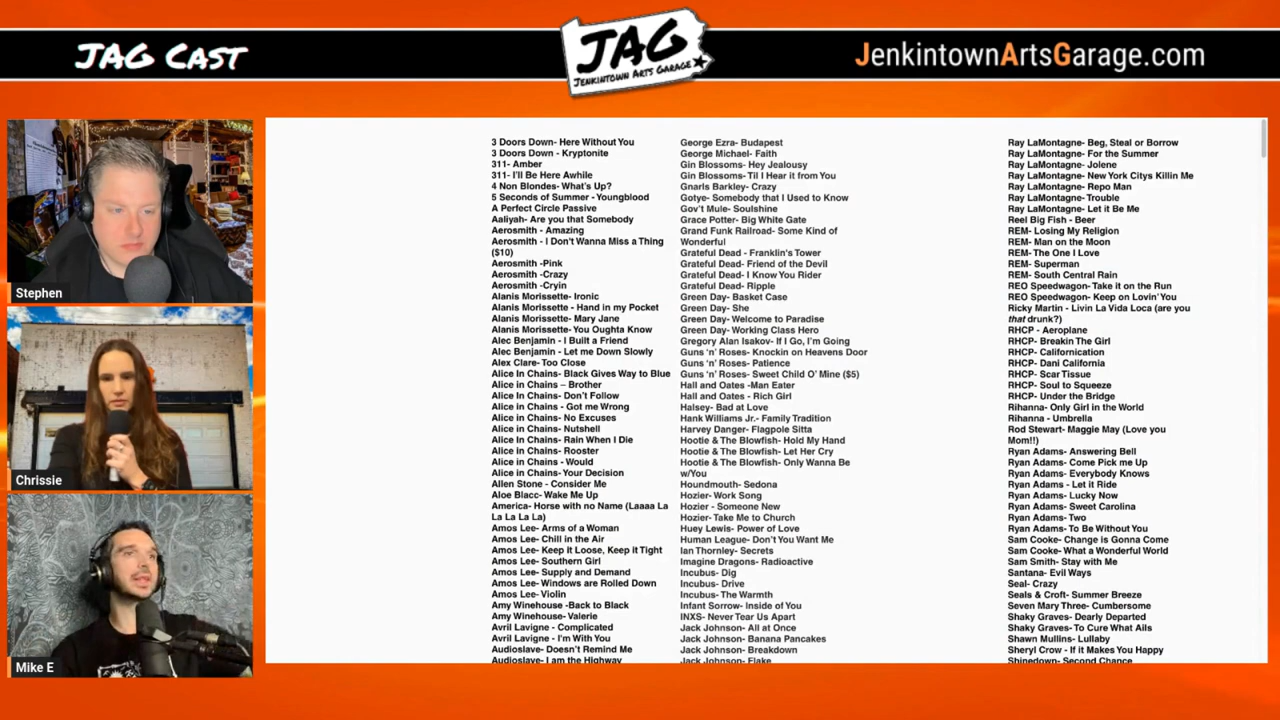 JAG Cast
JAG
Jenkintown Arts Garage
JenkintownArtsGarage.com
Stephen
Chrissie
Mike E
3 Doors Down- Here Without You
3 Doors Down - Kryptonite
311- Amber
311- I'll Be Here Awhile
4 Non Blondes- What's Up?
5 Seconds of Summer - Youngblood
A Perfect Circle Passive
Aaliyah- Are you that Somebody
Aerosmith - Amazing
Aerosmith - I Don't Wanna Miss a Thing
($10)
Aerosmith -Pink
Aerosmith -Crazy
Aerosmith -Cryin
Alanis Morissette- Ironic
Alanis Morissette - Hand in my Pocket
Alanis Morissette- Mary Jane
Alanis Morissette- You Oughta Know
Alec Benjamin - I Built a Friend
Alec Benjamin - Let me Down Slowly
Alex Clare- Too Close
Alice In Chains- Black Gives Way to Blue
Alice in Chains – Brother
Alice In Chains- Don't Follow
Alice in Chains - Got me Wrong
Alice in Chains- No Excuses
Alice in Chains- Nutshell
Alice In Chains- Rain When I Die
Alice In Chains- Rooster
Alice in Chains - Would
Alice in Chains- Your Decision
Allen Stone - Consider Me
Aloe Blacc- Wake Me Up
America- Horse with no Name (Laaaa La
La La La La)
Amos Lee- Arms of a Woman
Amos Lee- Chill in the Air
Amos Lee- Keep it Loose, Keep it Tight
Amos Lee- Southern Girl
Amos Lee- Supply and Demand
Amos Lee- Windows are Rolled Down
Amos Lee- Violin
Amy Winehouse -Back to Black
Amy Winehouse- Valerie
Avril Lavigne - Complicated
Avril Lavigne - I'm With You
Audioslave- Doesn't Remind Me
Audioslave- I am the Highway
George Ezra- Budapest
George Michael- Faith
Gin Blossoms- Hey Jealousy
Gin Blossoms- Til I Hear it from You
Gnarls Barkley- Crazy
Gotye- Somebody that I Used to Know
Gov't Mule- Soulshine
Grace Potter- Big White Gate
Grand Funk Railroad- Some Kind of
Wonderful
Grateful Dead - Franklin's Tower
Grateful Dead- Friend of the Devil
Grateful Dead- I Know You Rider
Grateful Dead- Ripple
Green Day- Basket Case
Green Day- She
Green Day- Welcome to Paradise
Green Day- Working Class Hero
Gregory Alan Isakov- If I Go, I'm Going
Guns 'n' Roses- Knockin on Heavens Door
Guns 'n' Roses- Patience
Guns 'n' Roses- Sweet Child O' Mine ($5)
Hall and Oates -Man Eater
Hall and Oates - Rich Girl
Halsey- Bad at Love
Hank Williams Jr.- Family Tradition
Harvey Danger- Flagpole Sitta
Hootie & The Blowfish- Hold My Hand
Hootie & The Blowfish- Let Her Cry
Hootie & The Blowfish- Only Wanna Be
w/You
Houndmouth- Sedona
Hozier- Work Song
Hozier - Someone New
Hozier- Take Me to Church
Huey Lewis- Power of Love
Human League- Don't You Want Me
Ian Thornley- Secrets
Imagine Dragons- Radioactive
Incubus- Dig
Incubus- Drive
Incubus- The Warmth
Infant Sorrow- Inside of You
INXS- Never Tear Us Apart
Jack Johnson- All at Once
Jack Johnson- Banana Pancakes
Jack Johnson- Breakdown
Jack Johnson- Flake
Ray LaMontagne- Beg, Steal or Borrow
Ray LaMontagne- For the Summer
Ray LaMontagne- Jolene
Ray LaMontagne- New York Citys Killin Me
Ray LaMontagne- Repo Man
Ray LaMontagne- Trouble
Ray LaMontagne- Let it Be Me
Reel Big Fish - Beer
REM- Losing My Religion
REM- Man on the Moon
REM- The One I Love
REM- Superman
REM- South Central Rain
REO Speedwagon- Take it on the Run
REO Speedwagon- Keep on Lovin' You
Ricky Martin - Livin La Vida Loca (are you
that drunk?)
RHCP - Aeroplane
RHCP- Breakin The Girl
RHCP- Californication
RHCP- Dani California
RHCP- Scar Tissue
RHCP- Soul to Squeeze
RHCP- Under the Bridge
Rihanna- Only Girl in the World
Rihanna - Umbrella
Rod Stewart- Maggie May (Love you
Mom!!)
Ryan Adams- Answering Bell
Ryan Adams- Come Pick me Up
Ryan Adams- Everybody Knows
Ryan Adams - Let it Ride
Ryan Adams- Lucky Now
Ryan Adams- Sweet Carolina
Ryan Adams- Two
Ryan Adams- To Be Without You
Sam Cooke- Change is Gonna Come
Sam Cooke- What a Wonderful World
Sam Smith- Stay with Me
Santana- Evil Ways
Seal- Crazy
Seals & Croft- Summer Breeze
Seven Mary Three- Cumbersome
Shaky Graves- Dearly Departed
Shaky Graves- To Cure What Ails
Shawn Mullins- Lullaby
Sheryl Crow - If it Makes You Happy
Shinedown- Second Chance